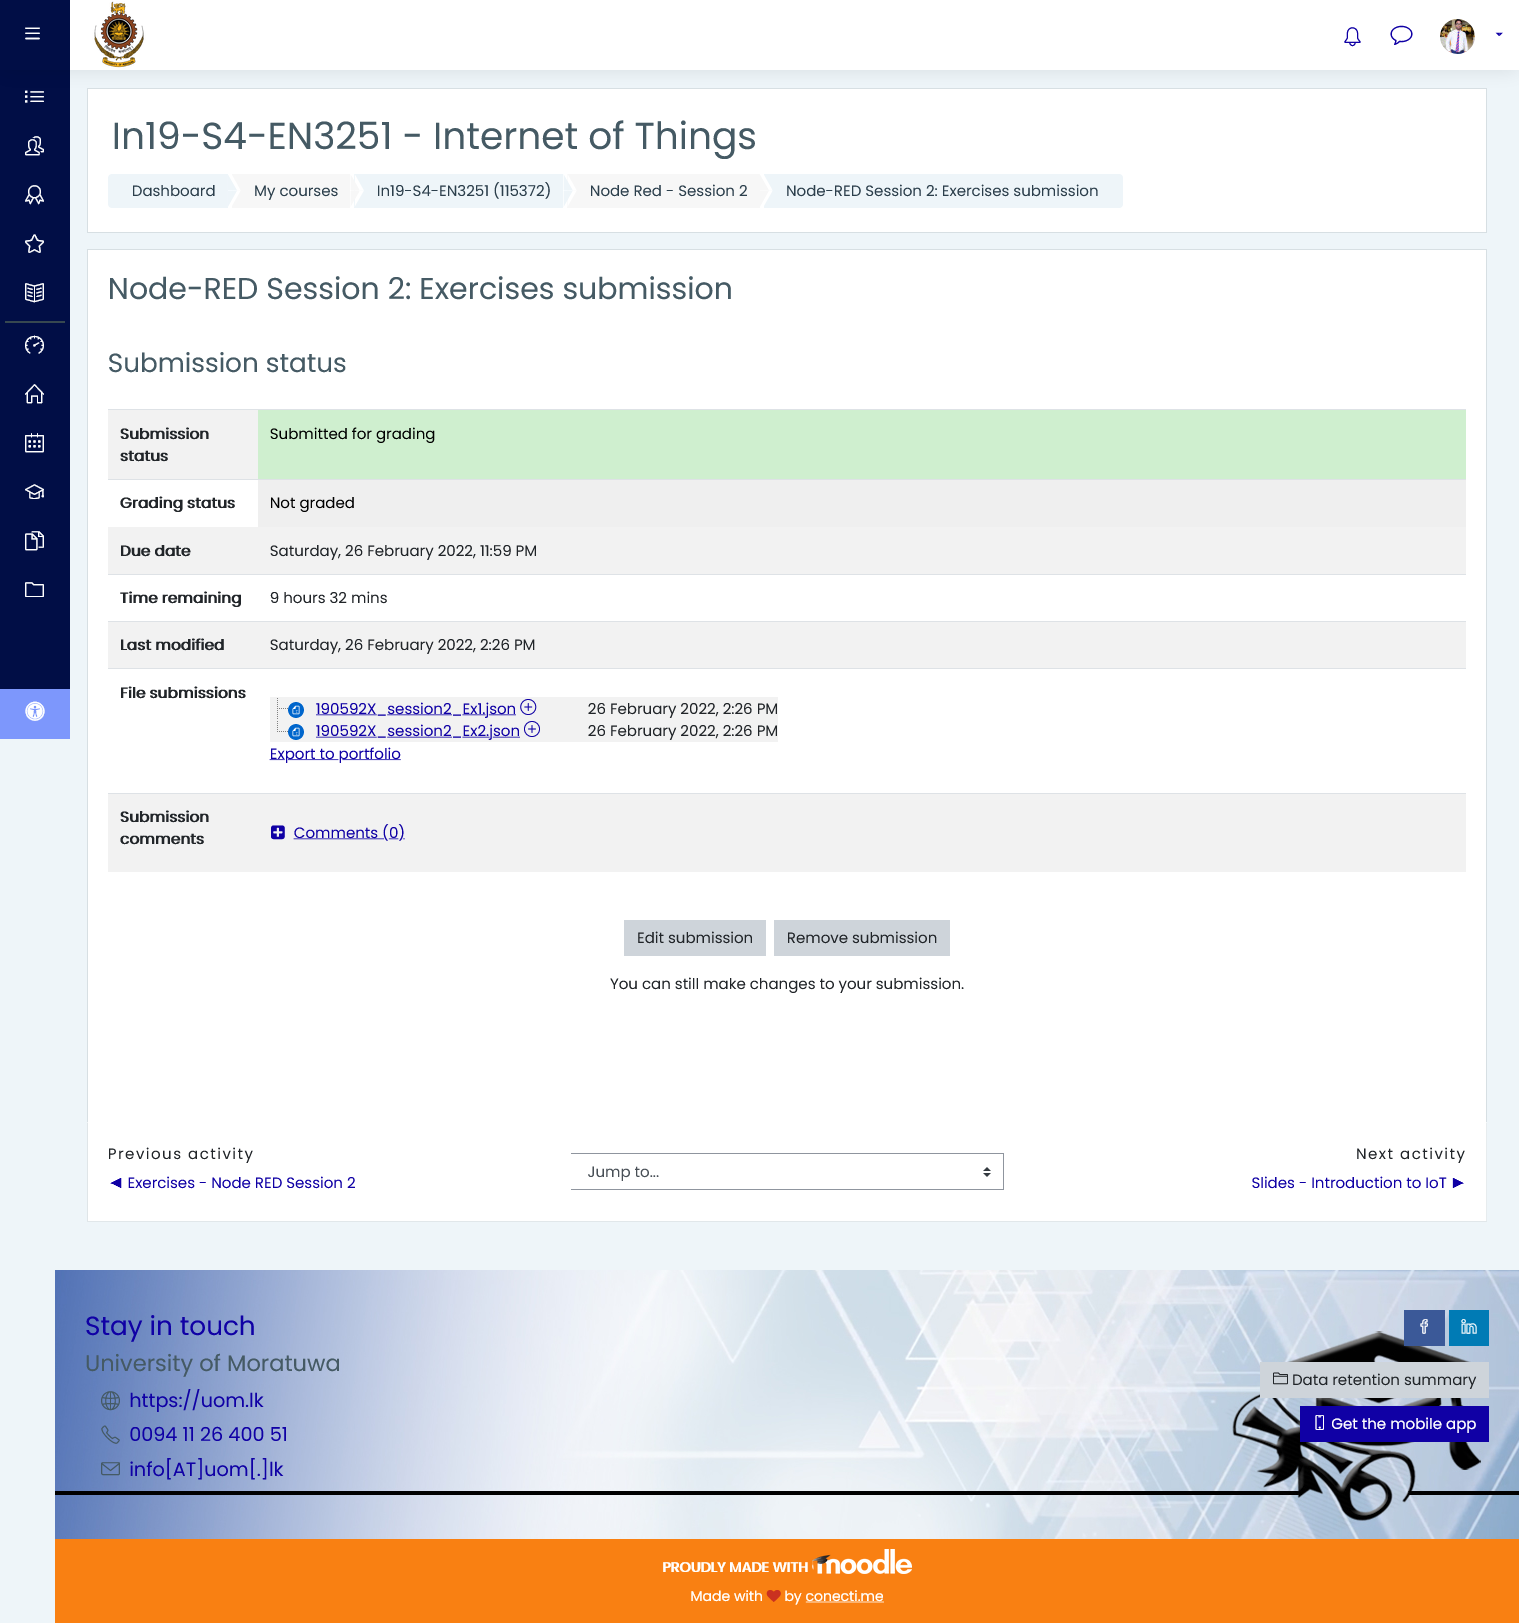 In19-S4-EN3251 - Internet of Things
Dashboard My courses In19-S4-EN3251 (115372) Node Red - Session 2 Node-RED Session 2: Exercises submission
Node-RED Session 2: Exercises submission
Submission status
Submission status Submitted for grading
Grading status Not graded
Due date Saturday, 26 February 2022, 11:59 PM
Time remaining 9 hours 32 mins
Last modified Saturday, 26 February 2022, 2:26 PM
File submissions
190592X_session2_Ex1.json 26 February 2022, 2:26 PM
190592X_session2_Ex2.json 26 February 2022, 2:26 PM
Export to portfolio
Submission comments Comments (0)
Edit submission Remove submission
You can still make changes to your submission.
Previous activity
◄ Exercises - Node RED Session 2
Jump to...
Next activity
Slides - Introduction to IoT ►
Stay in touch
University of Moratuwa
https://uom.lk
0094 11 26 400 51
info[AT]uom[.]lk
Data retention summary
Get the mobile app
PROUDLY MADE WITH moodle
Made with ❤ by conecti.me